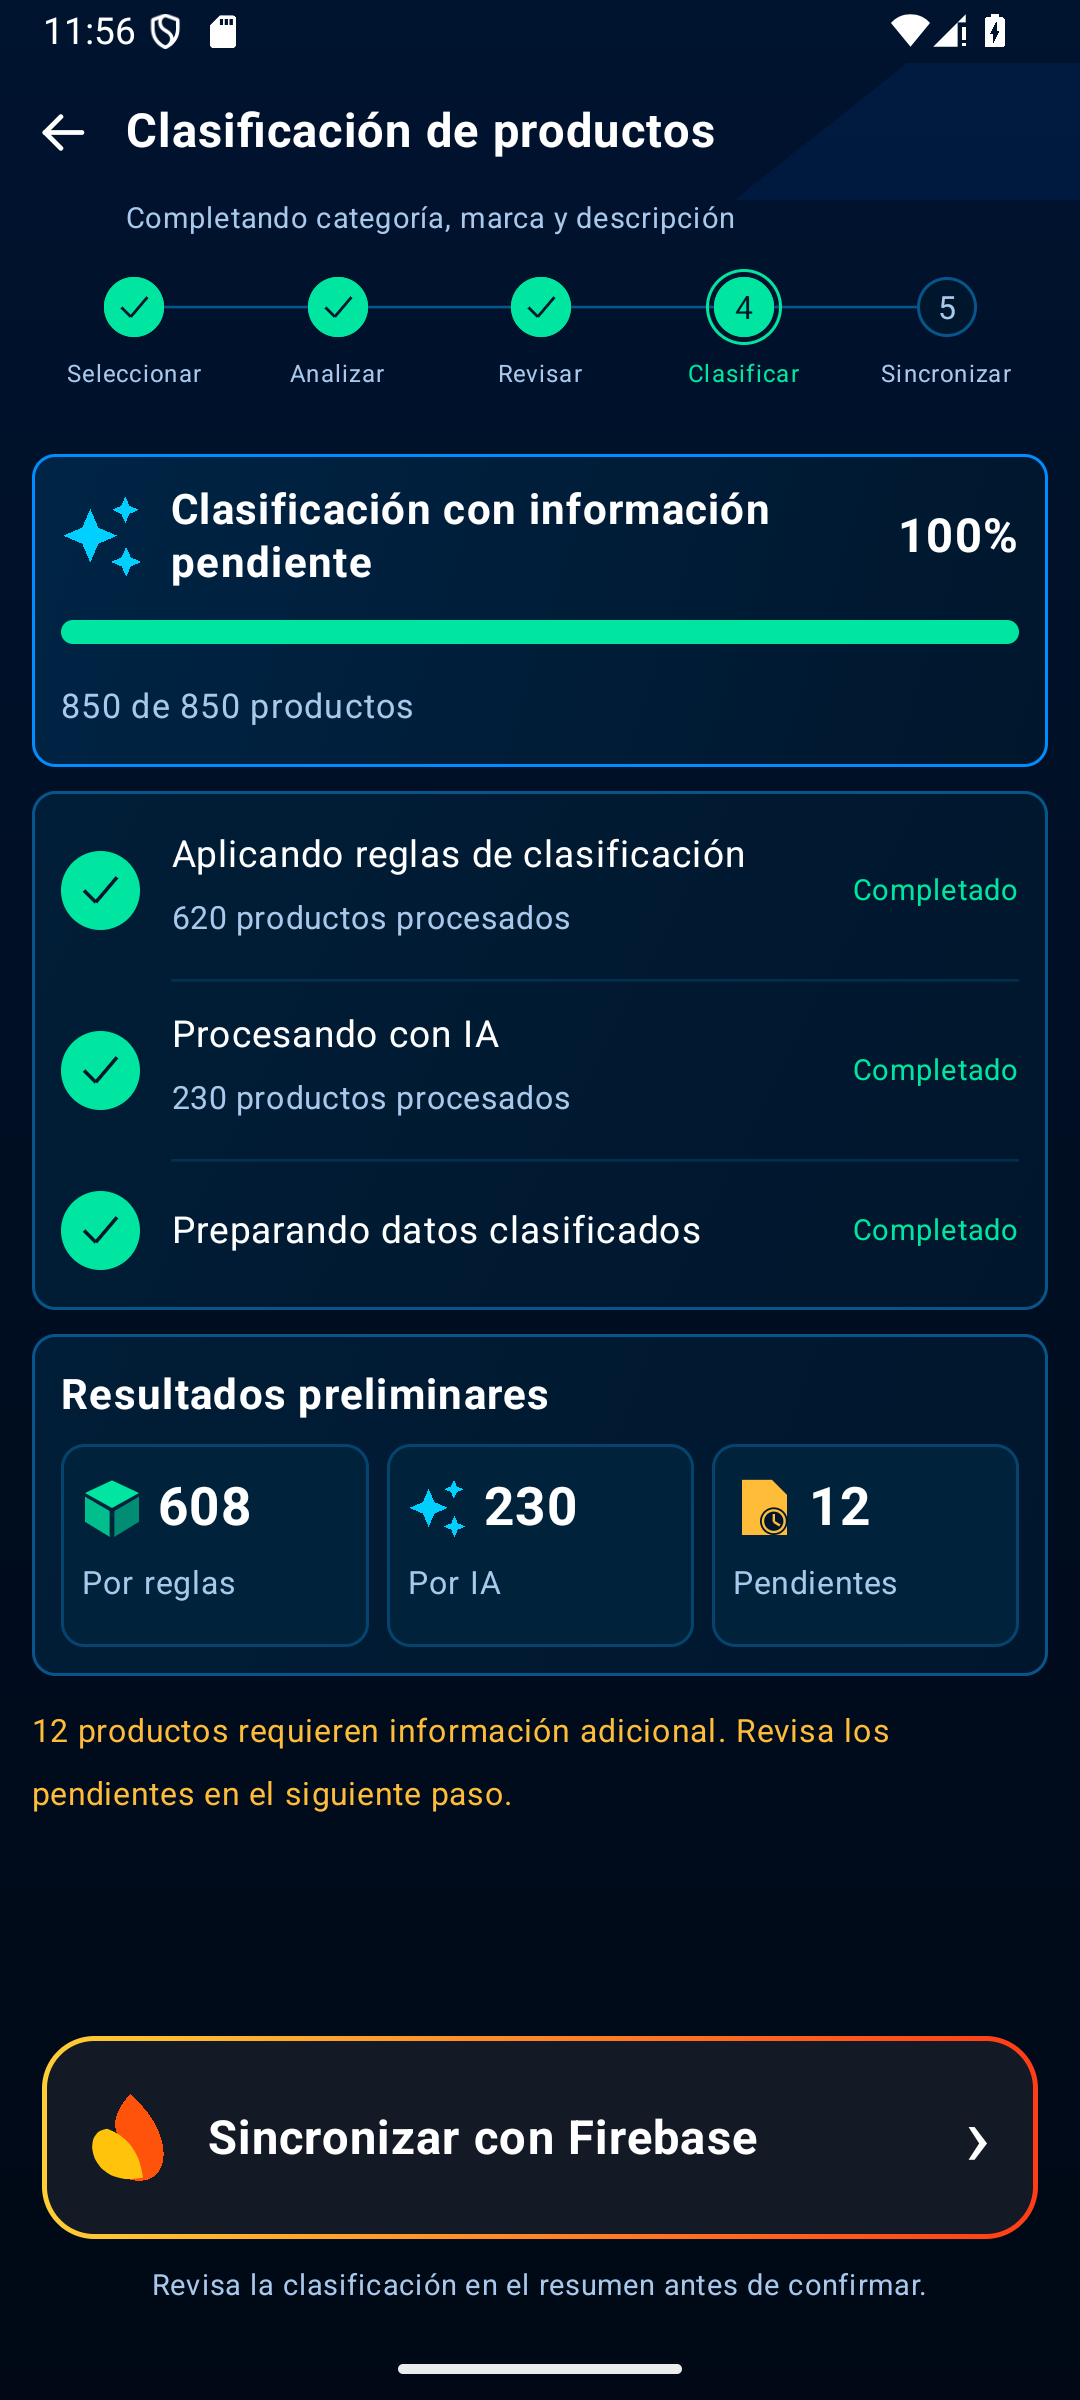 11:56
Clasificación de productos
Completando categoría, marca y descripción
4
5
Seleccionar
Analizar
Revisar
Clasificar
Sincronizar
Clasificación con información
pendiente
100%
850 de 850 productos
Aplicando reglas de clasificación
620 productos procesados
Completado
Procesando con IA
230 productos procesados
Completado
Preparando datos clasificados
Completado
Resultados preliminares
608
Por reglas
230
Por IA
12
Pendientes
12 productos requieren información adicional. Revisa los
pendientes en el siguiente paso.
Sincronizar con Firebase
Revisa la clasificación en el resumen antes de confirmar.